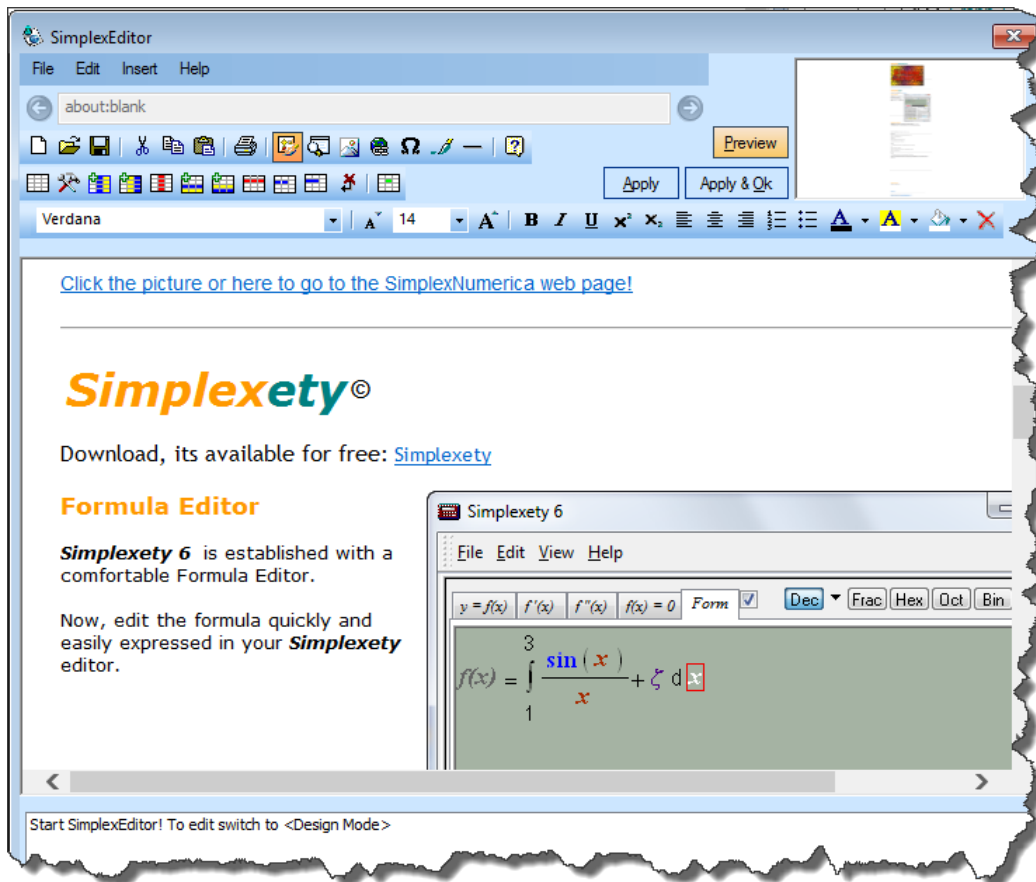 SimplexEditor
File Edit Insert Help
about:blank
Preview
Apply Apply & Ok
Verdana 14 B I U x² x₂
Click the picture or here to go to the SimplexNumerica web page!
Simplexety©
Download, its available for free: Simplexety
Formula Editor
Simplexety 6 is established with a
comfortable Formula Editor.
Now, edit the formula quickly and
easily expressed in your Simplexety
editor.
Simplexety 6
File Edit View Help
y = f(x) f'(x) f"(x) f(x) = 0 Form Dec Frac Hex Oct Bin
3
sin ( x )
f(x) = ∫ + ζ d x
x
1
Start SimplexEditor! To edit switch to <Design Mode>